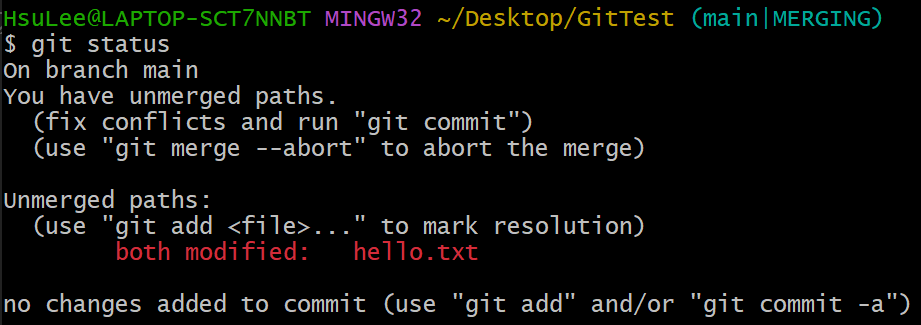 HsuLee@LAPTOP-SCT7NNBT MINGW32 ~/Desktop/GitTest (main|MERGING)
$ git status
On branch main
You have unmerged paths.
  (fix conflicts and run "git commit")
  (use "git merge --abort" to abort the merge)

Unmerged paths:
  (use "git add <file>..." to mark resolution)
        both modified:   hello.txt

no changes added to commit (use "git add" and/or "git commit -a")